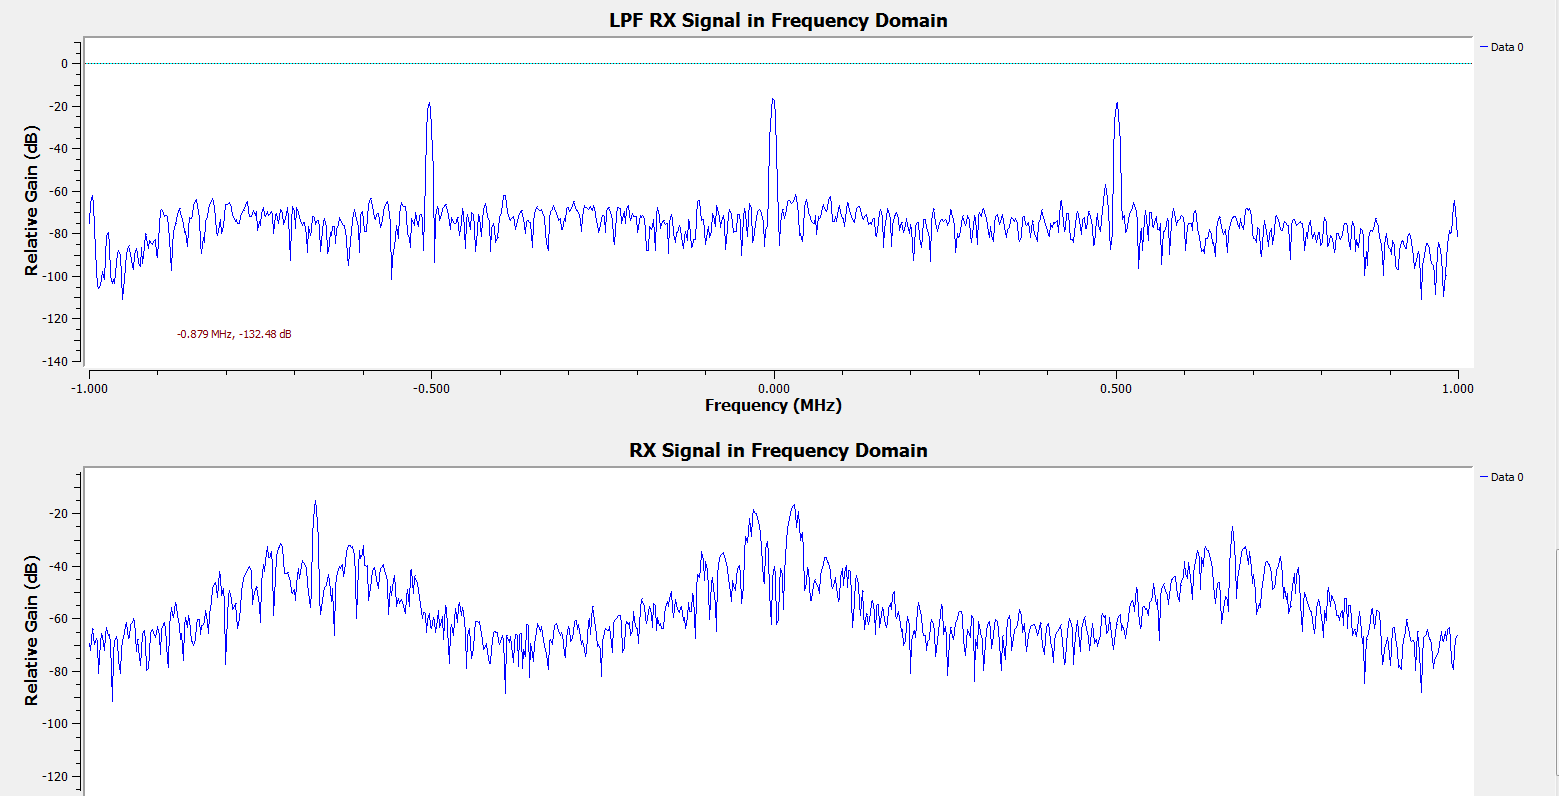 LPF RX Signal in Frequency Domain
Data 0
0
-20
-40
-60
-80
-100
-120
-140
Relative Gain (dB)
-0.879 MHz, -132.48 dB
-1.000 -0.500 0.000 0.500 1.000
Frequency (MHz)
RX Signal in Frequency Domain
Data 0
-20
-40
-60
-80
-100
-120
Relative Gain (dB)